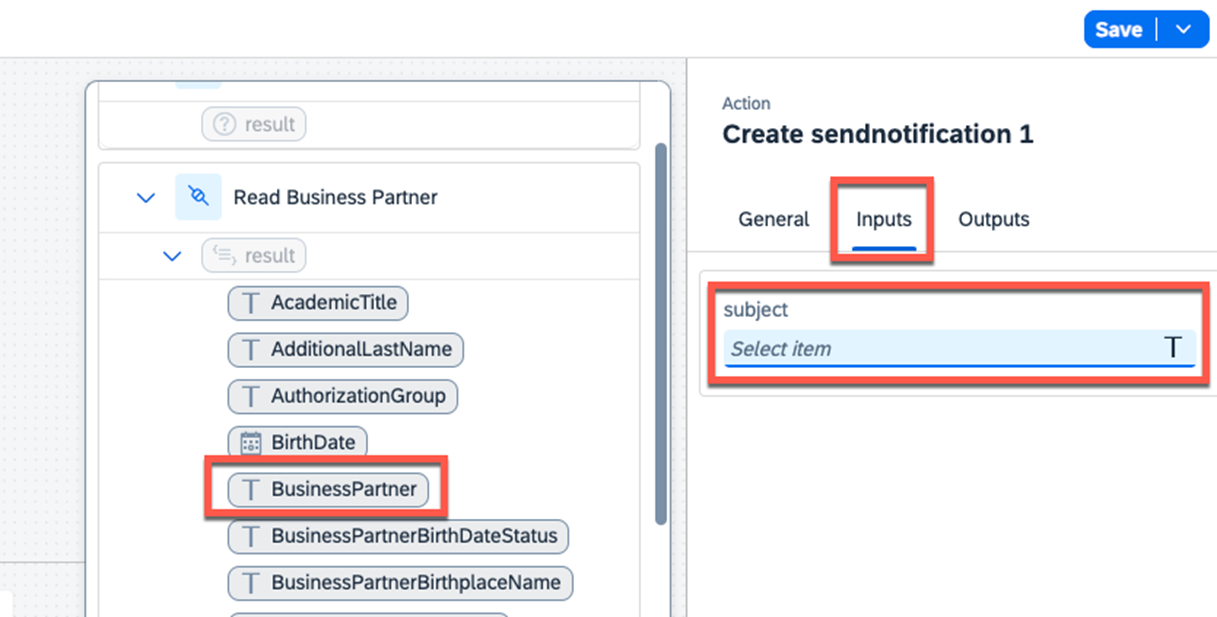 Save
result
Read Business Partner
result
AcademicTitle
AdditionalLastName
AuthorizationGroup
BirthDate
BusinessPartner
BusinessPartnerBirthDateStatus
BusinessPartnerBirthplaceName
Action
Create sendnotification 1
General Inputs Outputs
subject
Select item